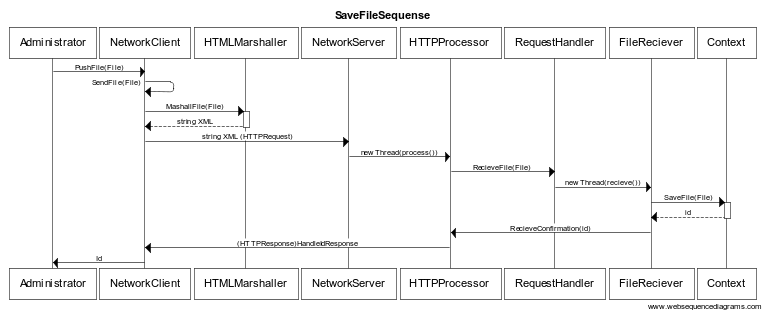 SaveFileSequense
Administrator
NetworkClient
HTMLMarshaller
NetworkServer
HTTPProcessor
RequestHandler
FileReciever
Context
PushFile(File)
SendFile(File)
MashallFile(File)
string XML
string XML (HTTPRequest)
new Thread(process())
RecieveFile(File)
new Thread(recieve())
SaveFile(File)
id
RecieveConfirmation(id)
(HTTPResponse)HandleIdResponse
Id
Administrator
NetworkClient
HTMLMarshaller
NetworkServer
HTTPProcessor
RequestHandler
FileReciever
Context
www.websequencediagrams.com